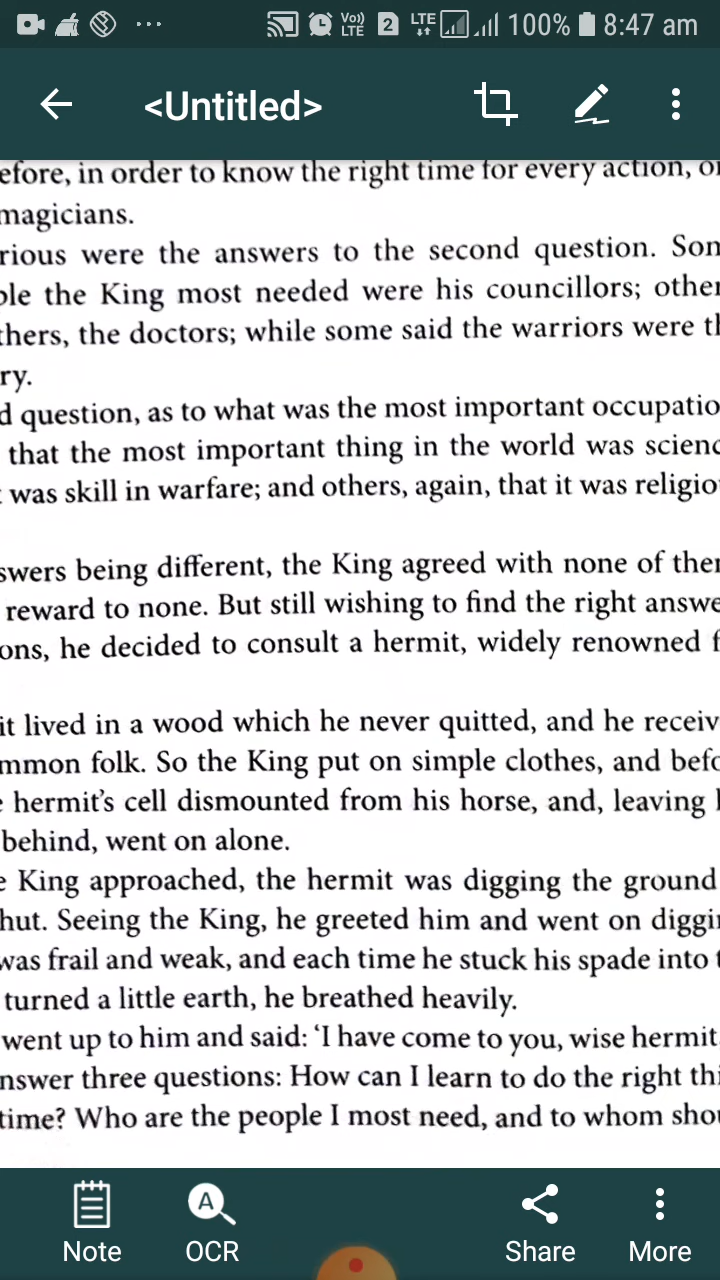 Vo)) LTE 2 LTE 100% 8:47 am
<Untitled>
efore, in order to know the right time for every action, o
magicians.
rious were the answers to the second question. Som
ple the King most needed were his councillors; other
thers, the doctors; while some said the warriors were th
ry.
d question, as to what was the most important occupatio
that the most important thing in the world was scienc
was skill in warfare; and others, again, that it was religio
swers being different, the King agreed with none of then
reward to none. But still wishing to find the right answe
ons, he decided to consult a hermit, widely renowned f
it lived in a wood which he never quitted, and he receiv
mmon folk. So the King put on simple clothes, and befo
e hermit's cell dismounted from his horse, and, leaving h
behind, went on alone.
e King approached, the hermit was digging the ground
hut. Seeing the King, he greeted him and went on diggin
was frail and weak, and each time he stuck his spade into t
turned a little earth, he breathed heavily.
went up to him and said: ‘I have come to you, wise hermit,
nswer three questions: How can I learn to do the right thi
time? Who are the people I most need, and to whom shou
Note OCR Share More